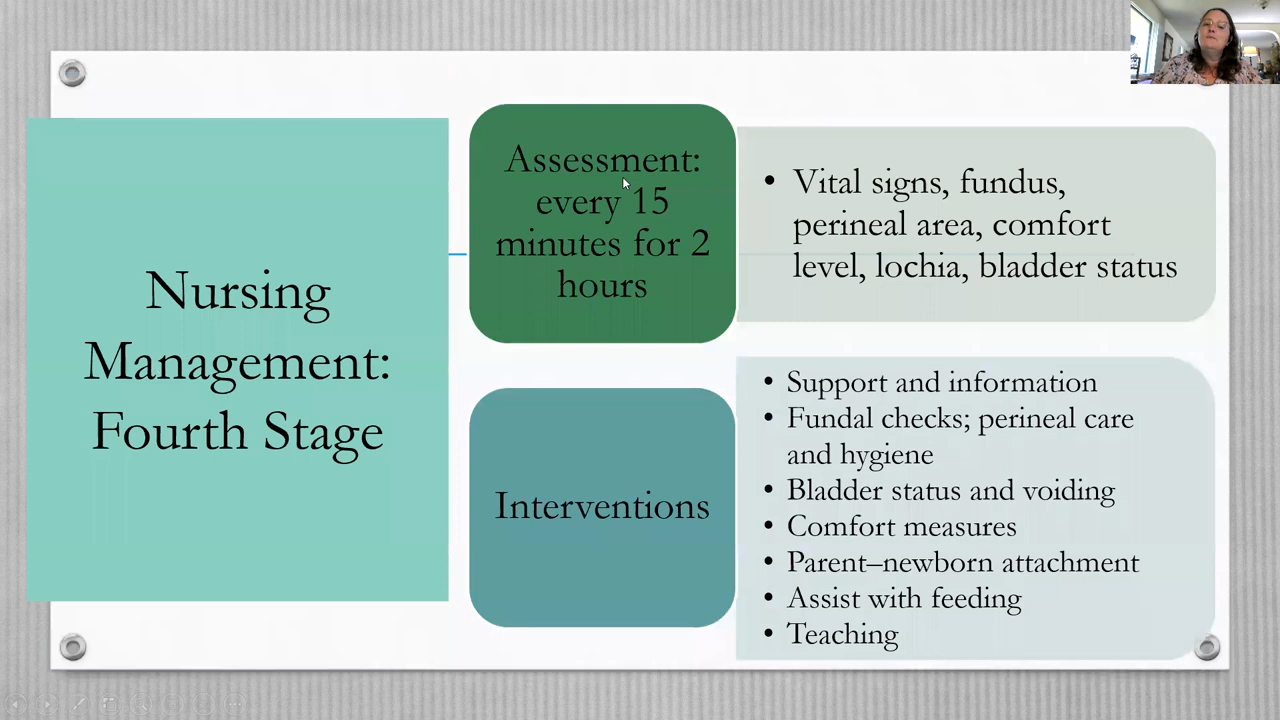 Nursing
Management:
Fourth Stage
Assessment:
every 15
minutes for 2
hours
• Vital signs, fundus,
perineal area, comfort
level, lochia, bladder status
Interventions
• Support and information
• Fundal checks; perineal care
and hygiene
• Bladder status and voiding
• Comfort measures
• Parent–newborn attachment
• Assist with feeding
• Teaching